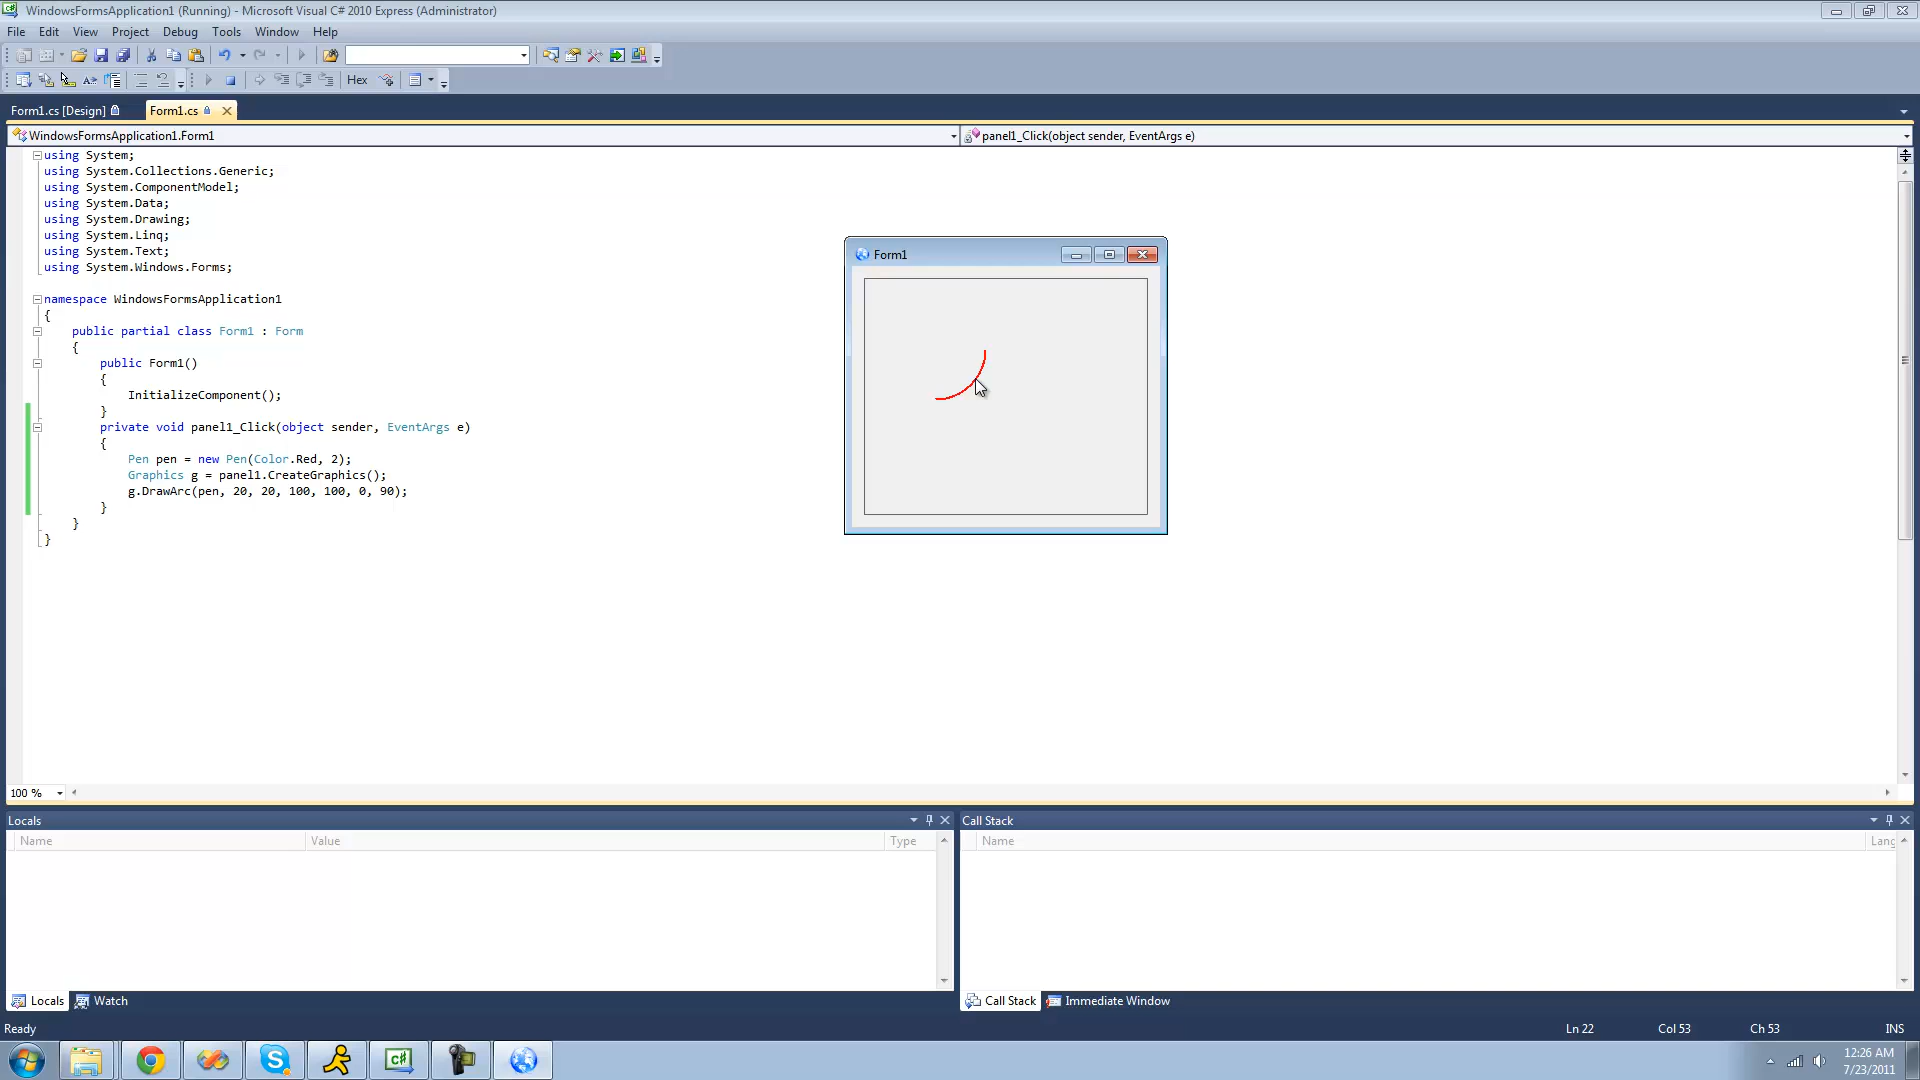 WindowsFormsApplication1 (Running) - Microsoft Visual C# 2010 Express (Administrator)
File Edit View Project Debug Tools Window Help
Hex
Form1.cs [Design] Form1.cs
WindowsFormsApplication1.Form1 panel1_Click(object sender, EventArgs e)
using System;
using System.Collections.Generic;
using System.ComponentModel;
using System.Data;
using System.Drawing;
using System.Linq;
using System.Text;
using System.Windows.Forms;
namespace WindowsFormsApplication1
{
public partial class Form1 : Form
{
public Form1()
{
InitializeComponent();
}
private void panel1_Click(object sender, EventArgs e)
{
Pen pen = new Pen(Color.Red, 2);
Graphics g = panel1.CreateGraphics();
g.DrawArc(pen, 20, 20, 100, 100, 0, 90);
}
}
}
Form1
100 %
Locals
Name Value Type
Call Stack
Name Lang
Locals Watch
Call Stack Immediate Window
Ready Ln 22 Col 53 Ch 53 INS
12:26 AM
7/23/2011